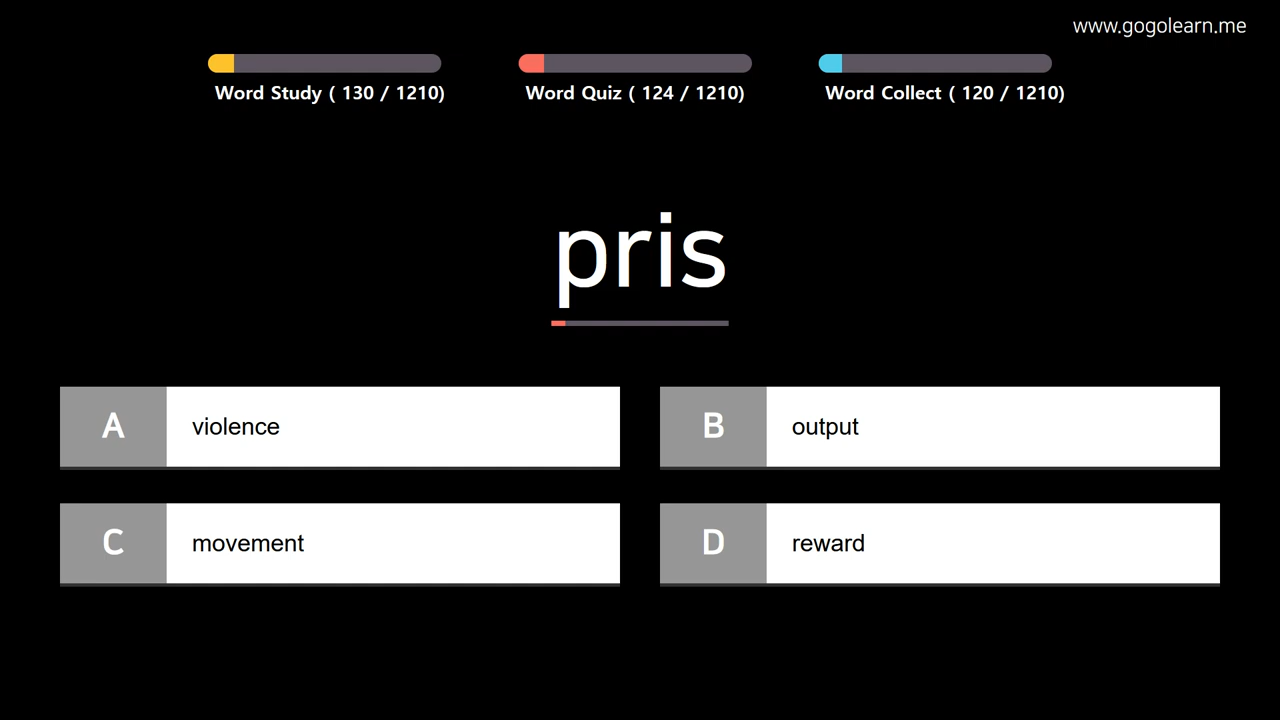 www.gogolearn.me
Word Study ( 130 / 1210)
Word Quiz ( 124 / 1210)
Word Collect ( 120 / 1210)
pris
A violence
B output
C movement
D reward